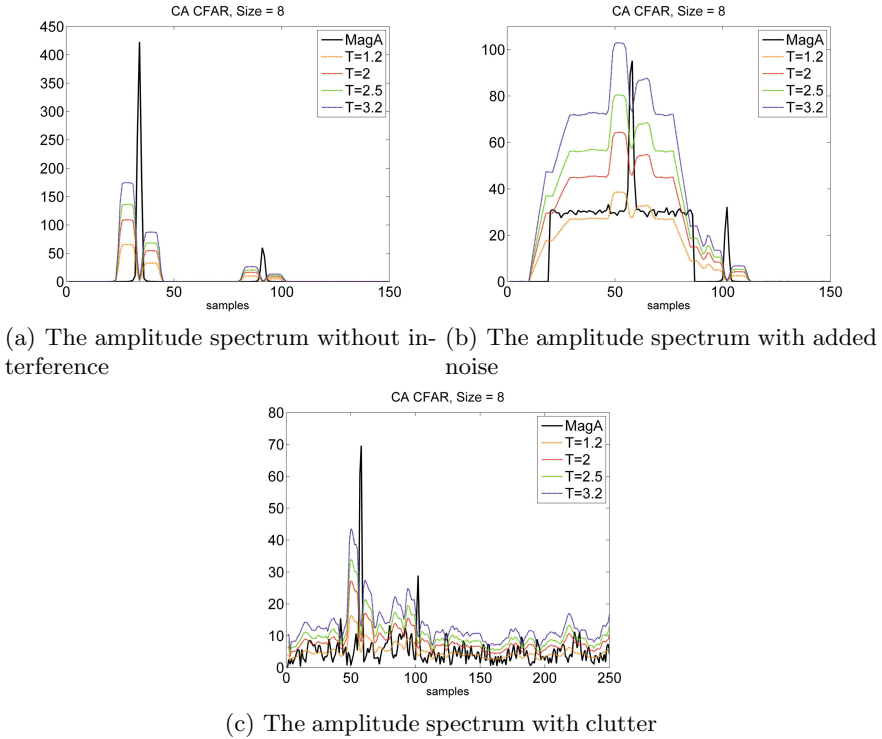 CA CFAR, Size = 8
450
400
350
300
250
200
150
100
50
0
0 50 100 150
samples
MagA
T=1.2
T=2
T=2.5
T=3.2
(a) The amplitude spectrum without in-
terference
CA CFAR, Size = 8
100
80
60
40
20
0
0 50 100 150
samples
MagA
T=1.2
T=2
T=2.5
T=3.2
(b) The amplitude spectrum with added
noise
CA CFAR, Size = 8
80
70
60
50
40
30
20
10
0
0 50 100 150 200 250
samples
MagA
T=1.2
T=2
T=2.5
T=3.2
(c) The amplitude spectrum with clutter